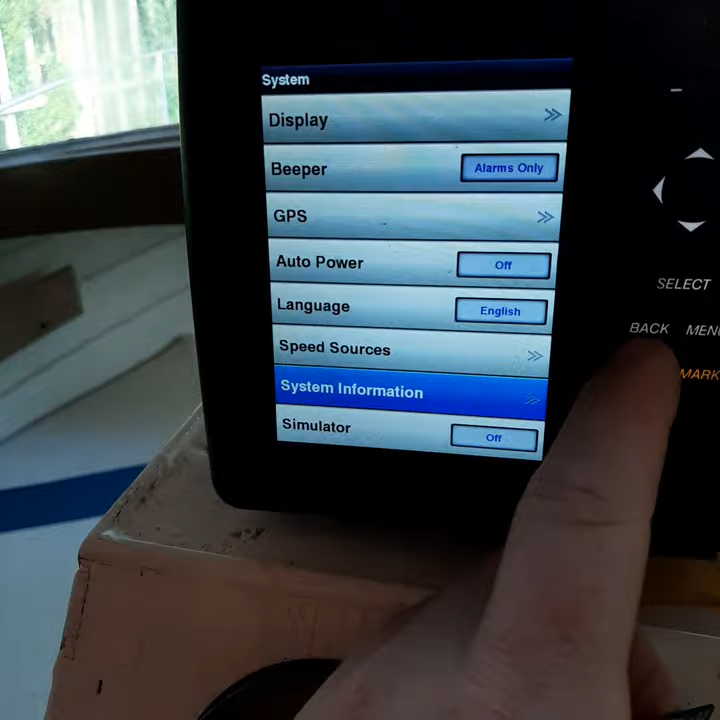 System
Display
Beeper Alarms Only
GPS
Auto Power Off
Language English
Speed Sources
System Information
Simulator Off
SELECT
BACK
MARK